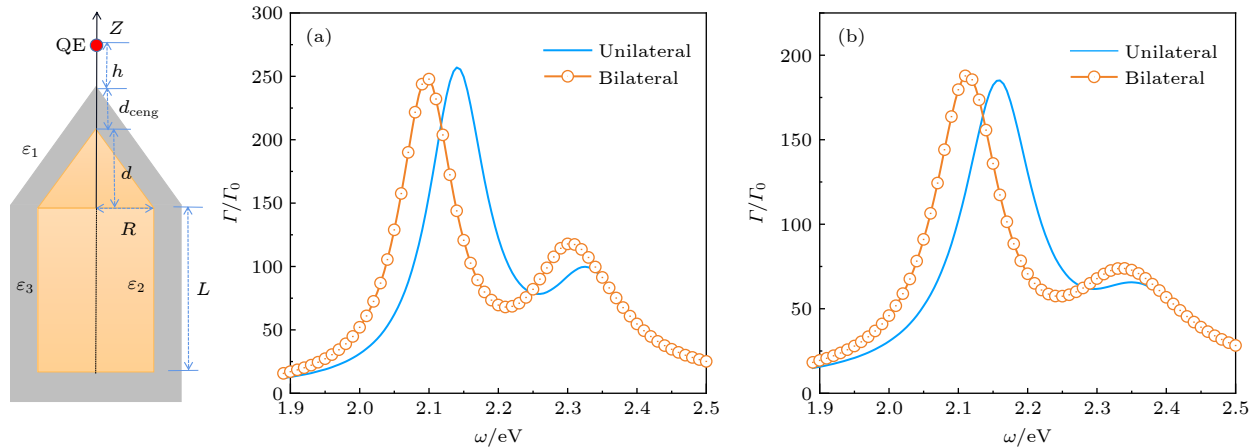 Z
QE
h
d_ceng
ε₁
d
R
ε₃
ε₂
L
(a)
Unilateral
Bilateral
Γ/Γ₀
300
250
200
150
100
50
0
1.9 2.0 2.1 2.2 2.3 2.4 2.5
ω/eV
(b)
Unilateral
Bilateral
Γ/Γ₀
200
150
100
50
0
1.9 2.0 2.1 2.2 2.3 2.4 2.5
ω/eV